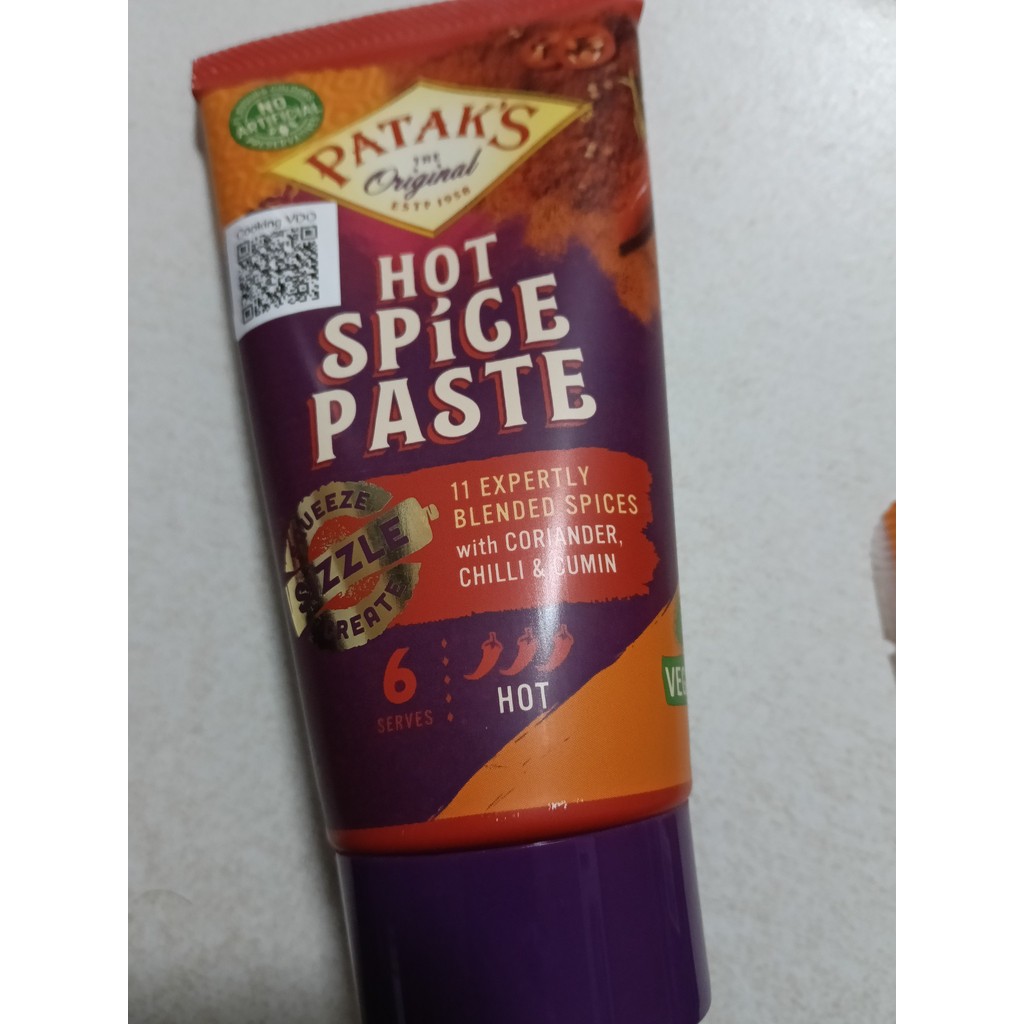 NO
ARTIFICIAL
PATAK'S
THE
Original
ESTD 1958
Cooking VDO
HOT
SPiCE
PASTE
11 EXPERTLY
BLENDED SPICES
with CORIANDER,
CHILLI & CUMIN
SIZZLE
6
SERVES
HOT